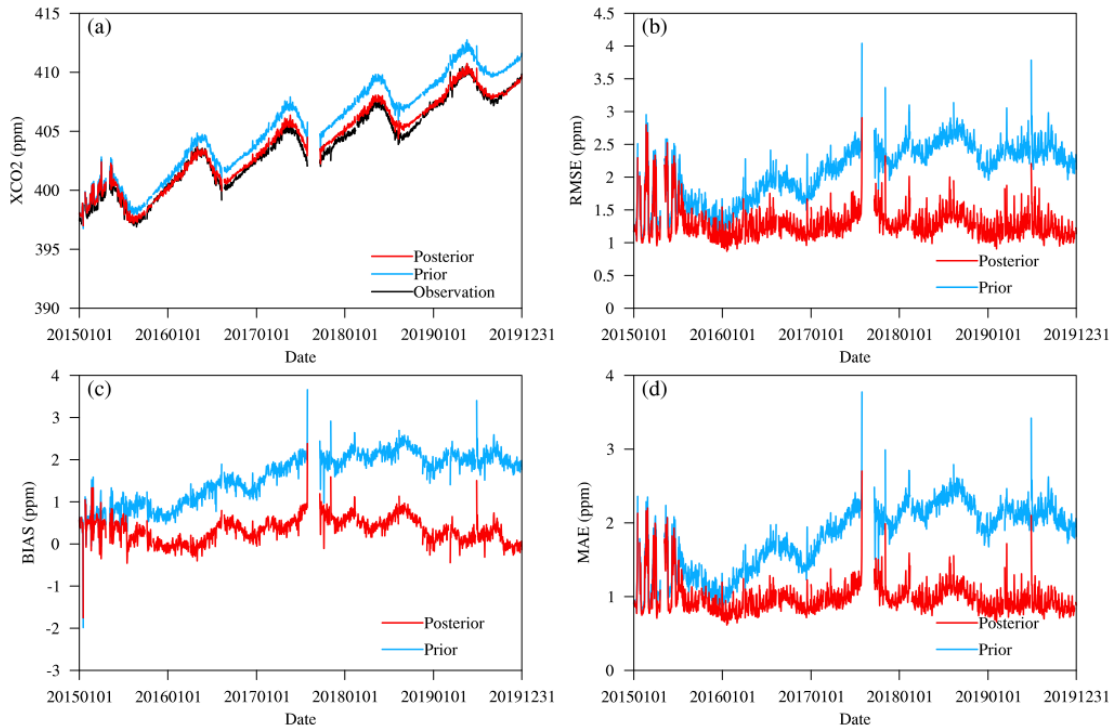 (a)
415
410
405
400
395
390
XCO2 (ppm)
Posterior
Prior
Observation
20150101 20160101 20170101 20180101 20190101 20191231
Date
(b)
4.5
4
3.5
3
2.5
2
1.5
1
0.5
0
RMSE (ppm)
Posterior
Prior
20150101 20160101 20170101 20180101 20190101 20191231
Date
(c)
4
3
2
1
0
1
-2
-3
BIAS (ppm)
Posterior
Prior
20150101 20160101 20170101 20180101 20190101 20191231
Date
(d)
4
3
2
1
0
MAE (ppm)
Posterior
Prior
20150101 20160101 20170101 20180101 20190101 20191231
Date